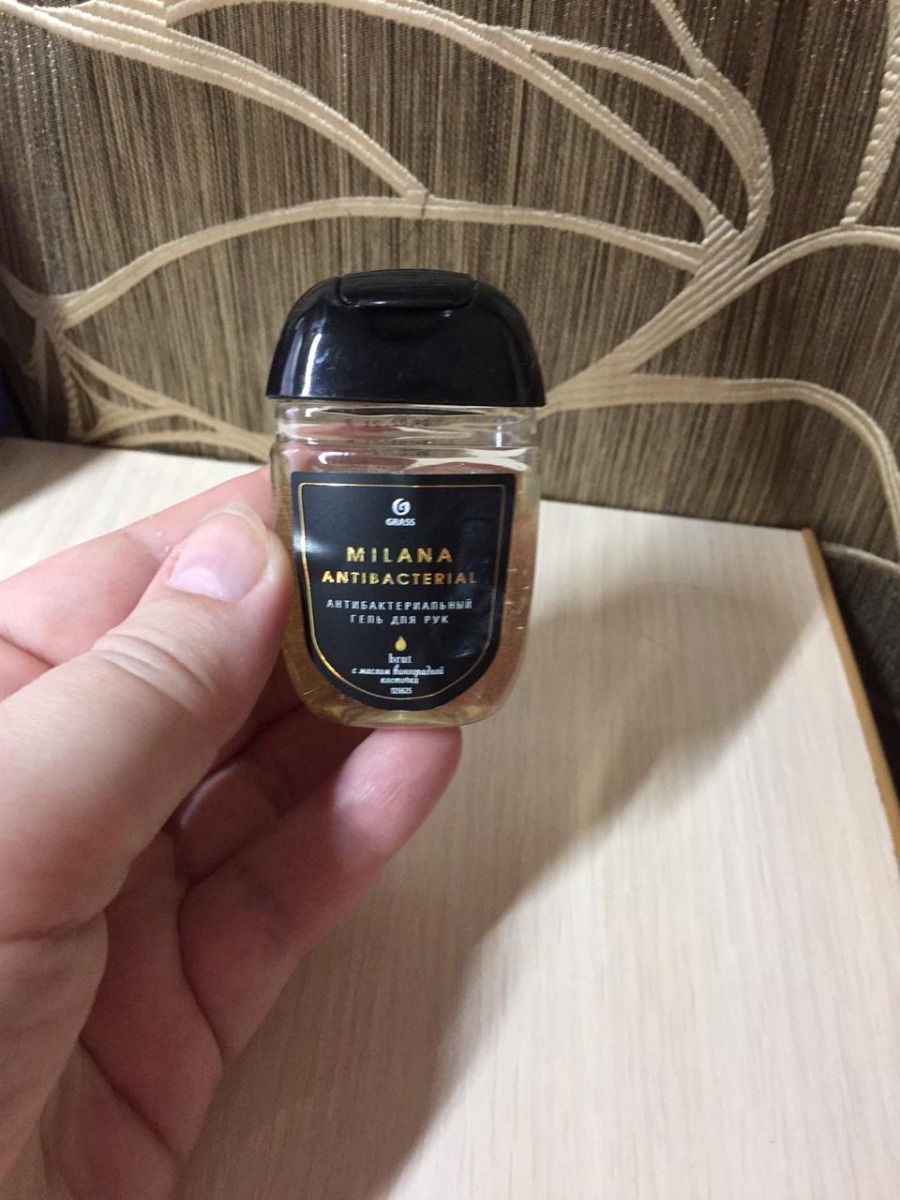 GRASS
MILANA
ANTIBACTERIAL
АНТИБАКТЕРИАЛЬНЫЙ
ГЕЛЬ ДЛЯ РУК
brut
с маслом виноградной
косточки
125625